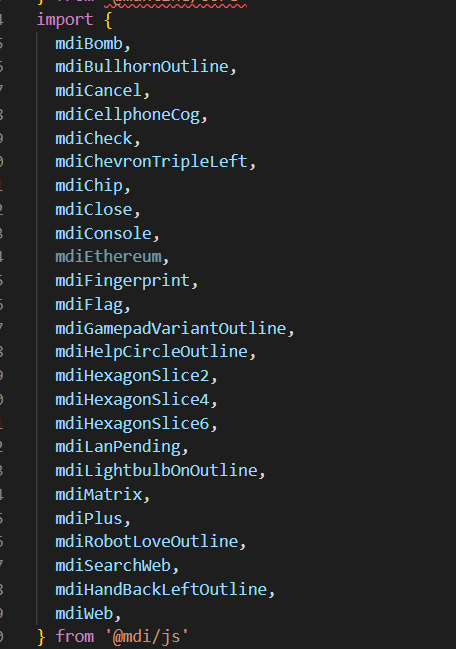 import {
mdiBomb,
mdiBullhornOutline,
mdiCancel,
mdiCellphoneCog,
mdiCheck,
mdiChevronTripleLeft,
mdiChip,
mdiClose,
mdiConsole,
mdiEthereum,
mdiFingerprint,
mdiFlag,
mdiGamepadVariantOutline,
mdiHelpCircleOutline,
mdiHexagonSlice2,
mdiHexagonSlice4,
mdiHexagonSlice6,
mdiLanPending,
mdiLightbulbOnOutline,
mdiMatrix,
mdiPlus,
mdiRobotLoveOutline,
mdiSearchWeb,
mdiHandBackLeftOutline,
mdiWeb,
} from '@mdi/js'